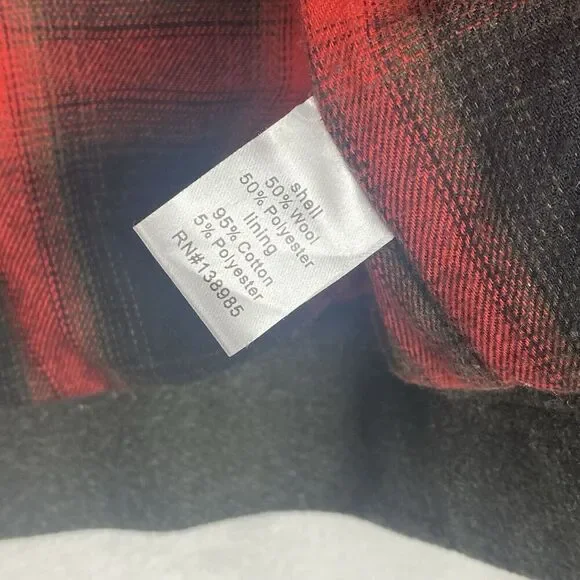 shell
50% Wool
50% Polyester
lining
95% Cotton
5% Polyester
RN#138985